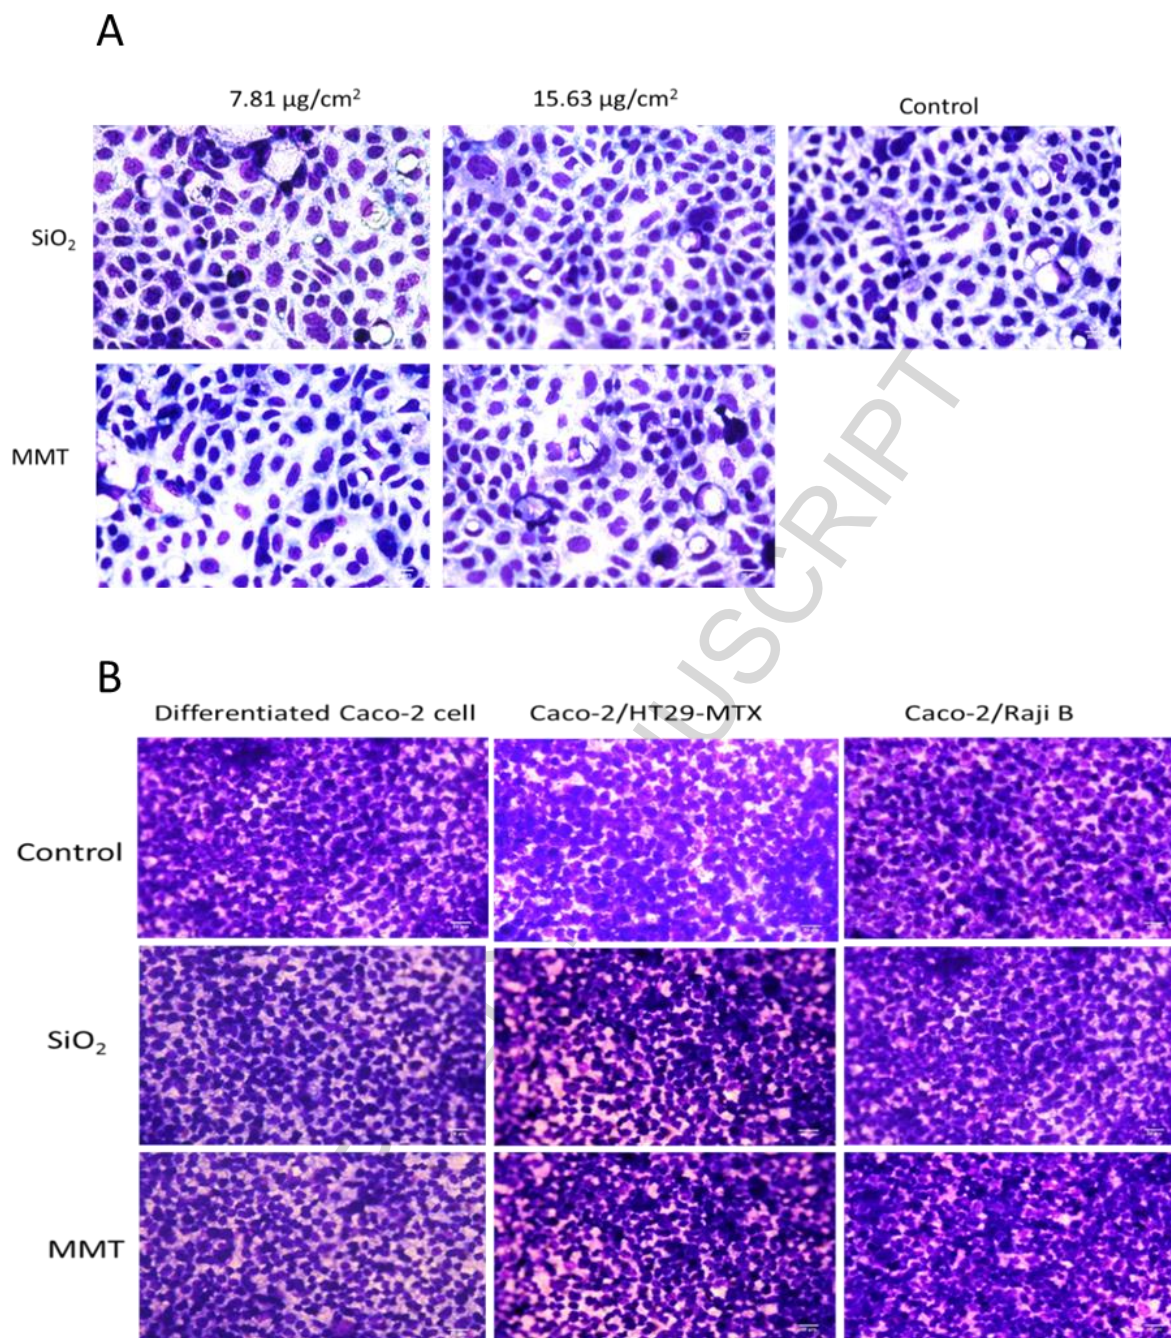 A
7.81 µg/cm²
15.63 µg/cm²
Control
SiO₂
MMT
B
Differentiated Caco-2 cell
Caco-2/HT29-MTX
Caco-2/Raji B
Control
SiO₂
MMT